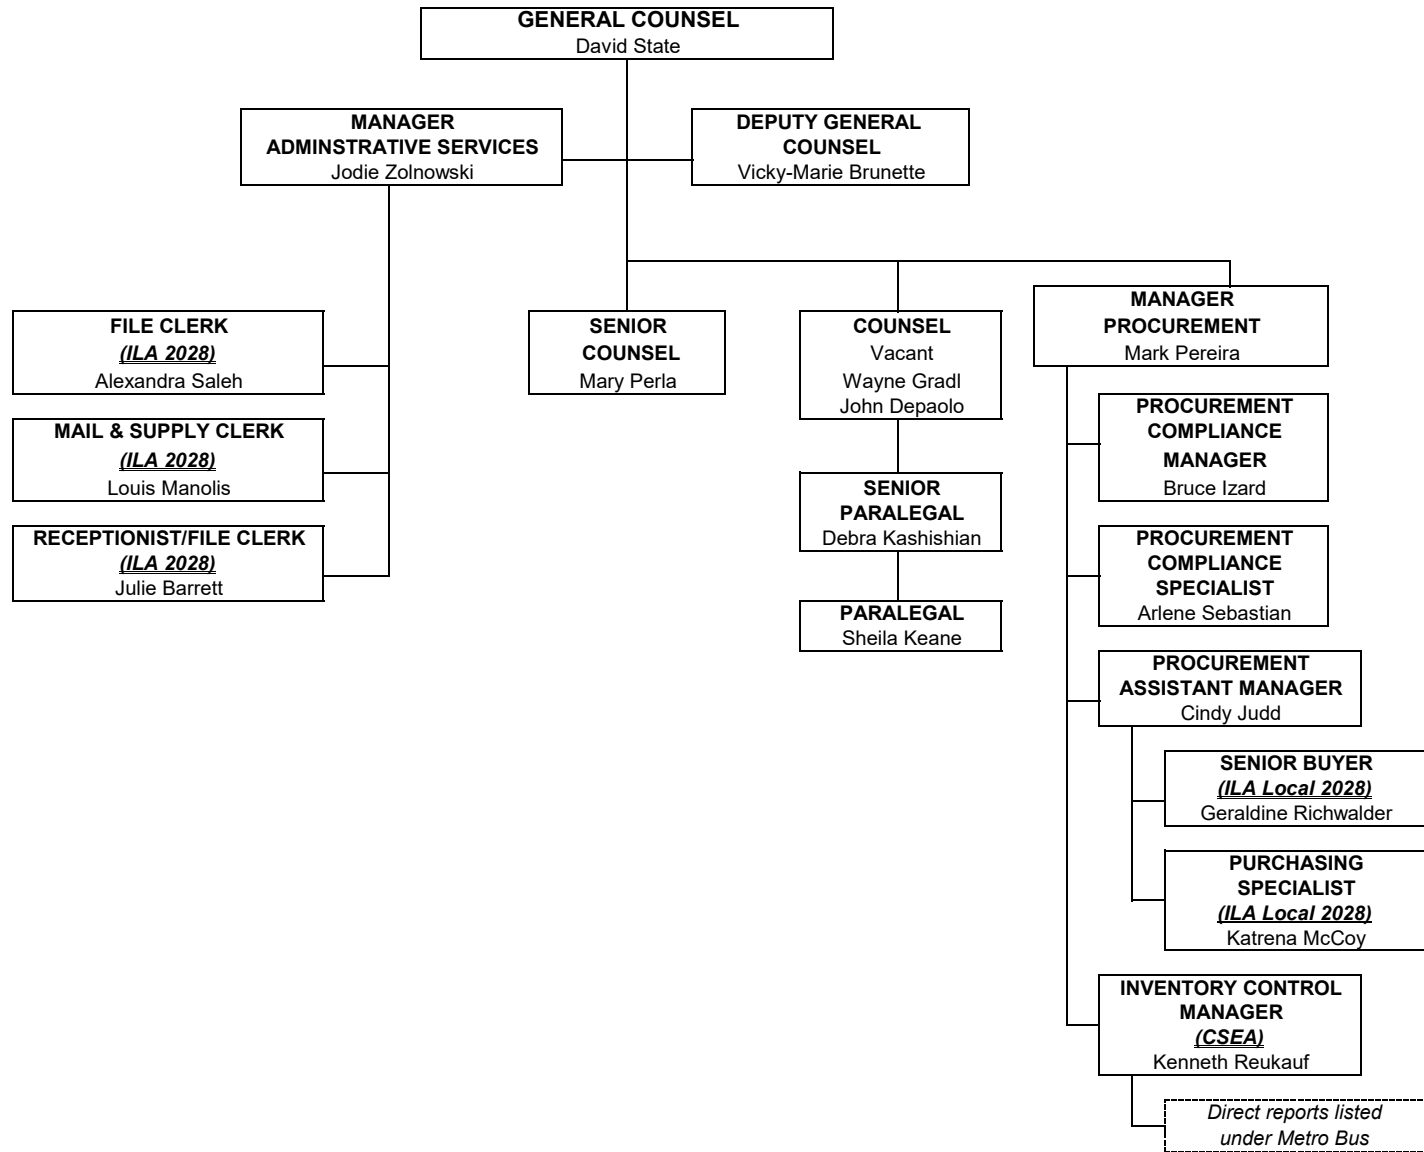 GENERAL COUNSEL
David State
MANAGER
ADMINSTRATIVE SERVICES
Jodie Zolnowski
DEPUTY GENERAL
COUNSEL
Vicky-Marie Brunette
FILE CLERK
(ILA 2028)
Alexandra Saleh
MAIL & SUPPLY CLERK
(ILA 2028)
Louis Manolis
RECEPTIONIST/FILE CLERK
(ILA 2028)
Julie Barrett
SENIOR
COUNSEL
Mary Perla
COUNSEL
Vacant
Wayne Gradl
John Depaolo
SENIOR
PARALEGAL
Debra Kashishian
PARALEGAL
Sheila Keane
MANAGER
PROCUREMENT
Mark Pereira
PROCUREMENT
COMPLIANCE
MANAGER
Bruce Izard
PROCUREMENT
COMPLIANCE
SPECIALIST
Arlene Sebastian
PROCUREMENT
ASSISTANT MANAGER
Cindy Judd
SENIOR BUYER
(ILA Local 2028)
Geraldine Richwalder
PURCHASING
SPECIALIST
(ILA Local 2028)
Katrena McCoy
INVENTORY CONTROL
MANAGER
(CSEA)
Kenneth Reukauf
Direct reports listed
under Metro Bus